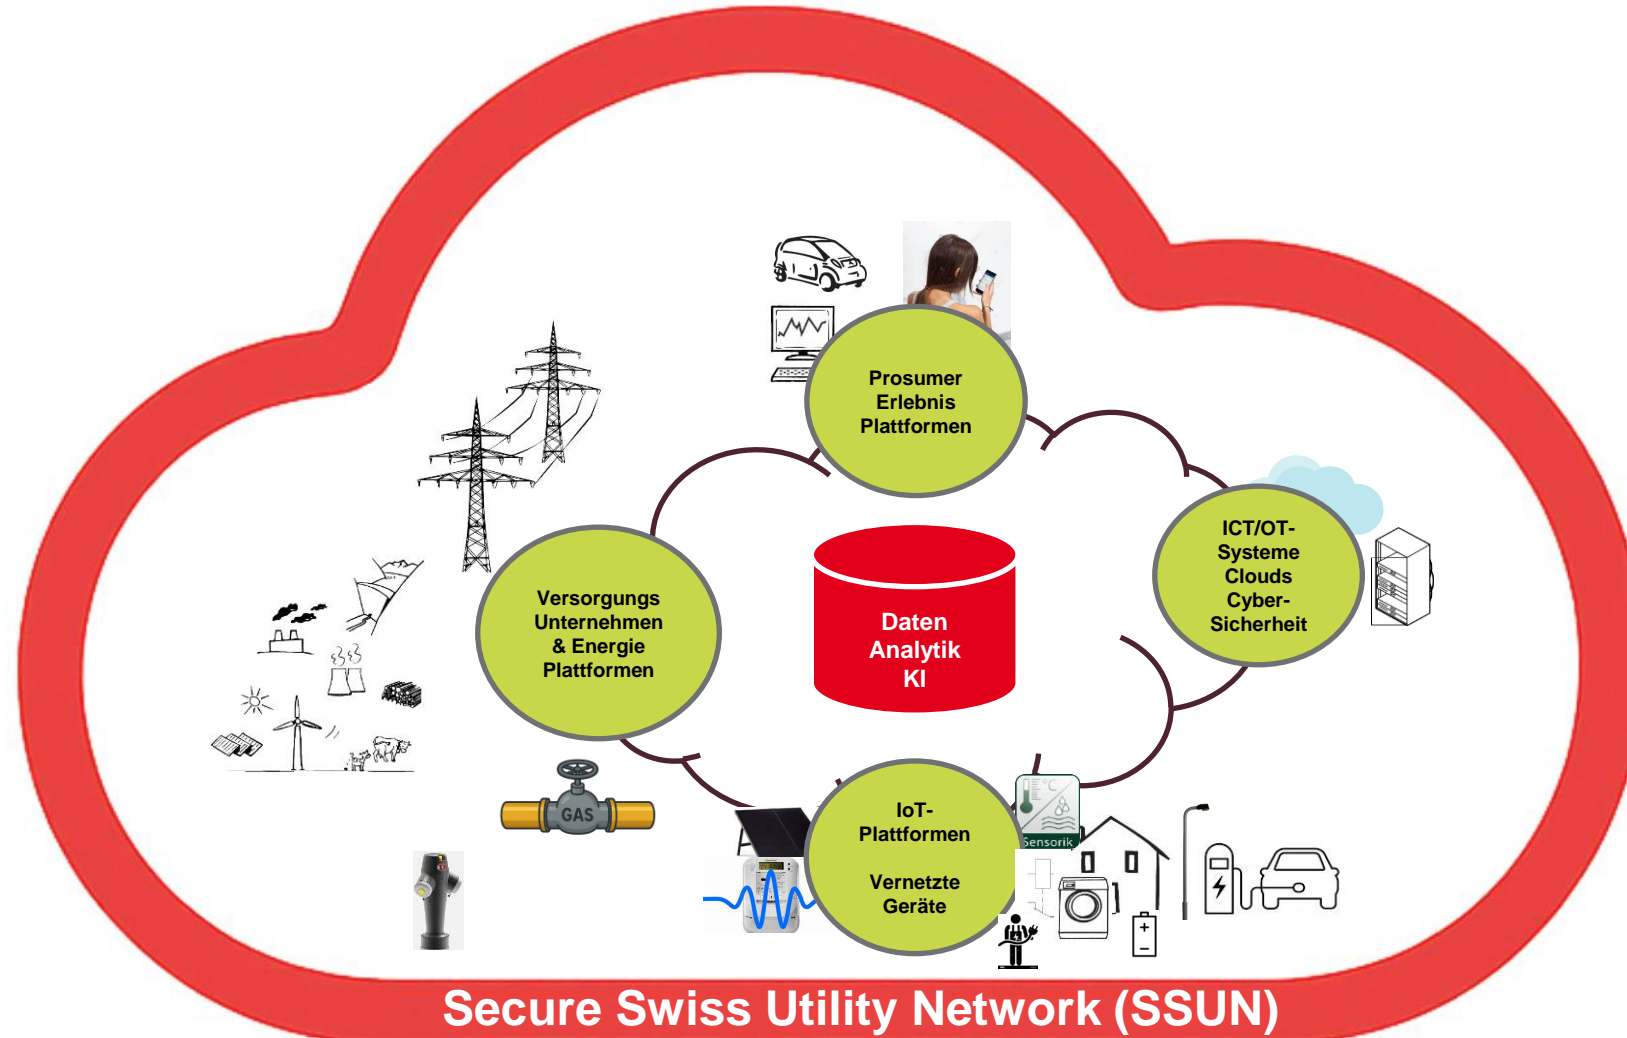 Prosumer
Erlebnis
Plattformen
ICT/OT-
Systeme
Clouds
Cyber-
Sicherheit
Versorgungs
Unternehmen
& Energie
Plattformen
Daten
Analytik
KI
GAS
IoT-
Plattformen
Vernetzte
Geräte
°C
Sensorik
+
−
Secure Swiss Utility Network (SSUN)